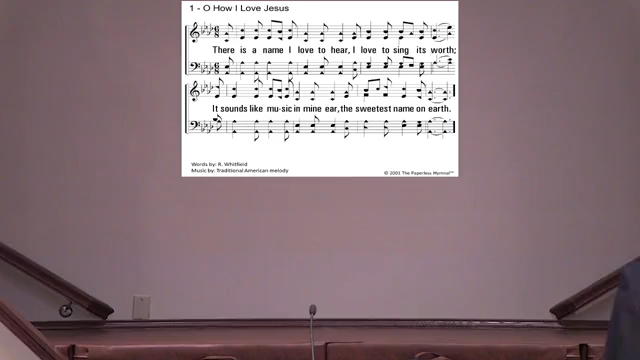 1 - O How I Love Jesus
There is a name I love to hear, I love to sing its worth;
It sounds like mu-sic in mine ear, the sweetest name on earth.
Words by: R. Whitfield
Music by: Traditional American melody
© 2001 The Paperless Hymnal™